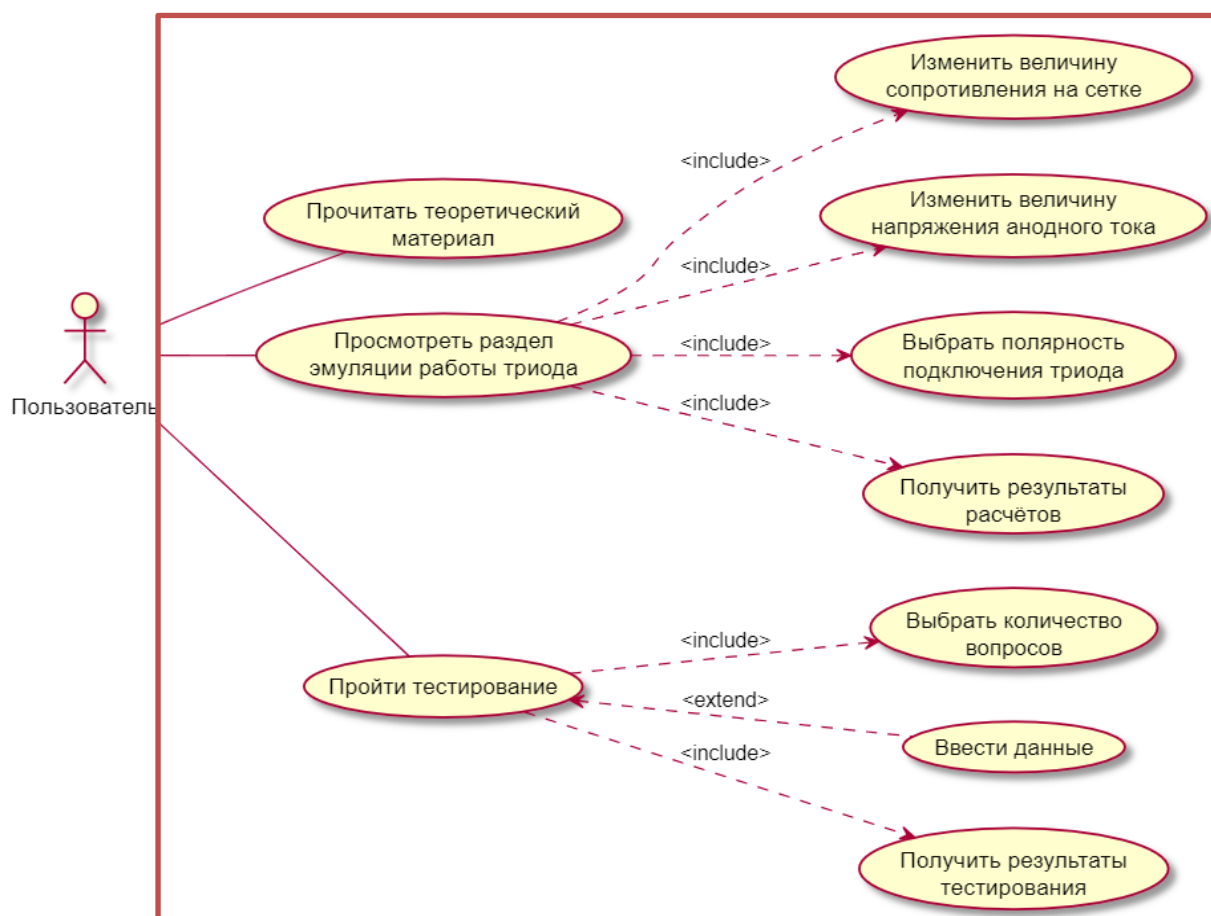 Изменить величину
сопротивления на сетке
<include>
Прочитать теоретический
материал
Изменить величину
напряжения анодного тока
<include>
Пользователь
Просмотреть раздел
эмуляции работы триода
<include>
Выбрать полярность
подключения триода
<include>
Получить результаты
расчётов
Пройти тестирование
<include>
Выбрать количество
вопросов
<extend>
Ввести данные
<include>
Получить результаты
тестирования